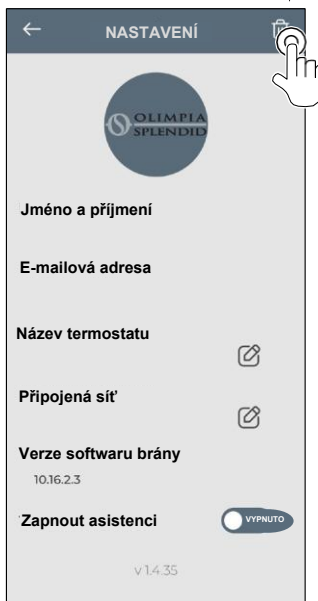 NASTAVENÍ
OLIMPIA
SPLENDID
Jméno a příjmení
E-mailová adresa
Název termostatu
Připojená síť
Verze softwaru brány
10.16.2.3
Zapnout asistenci
VYPNUTO
v 1.4.35